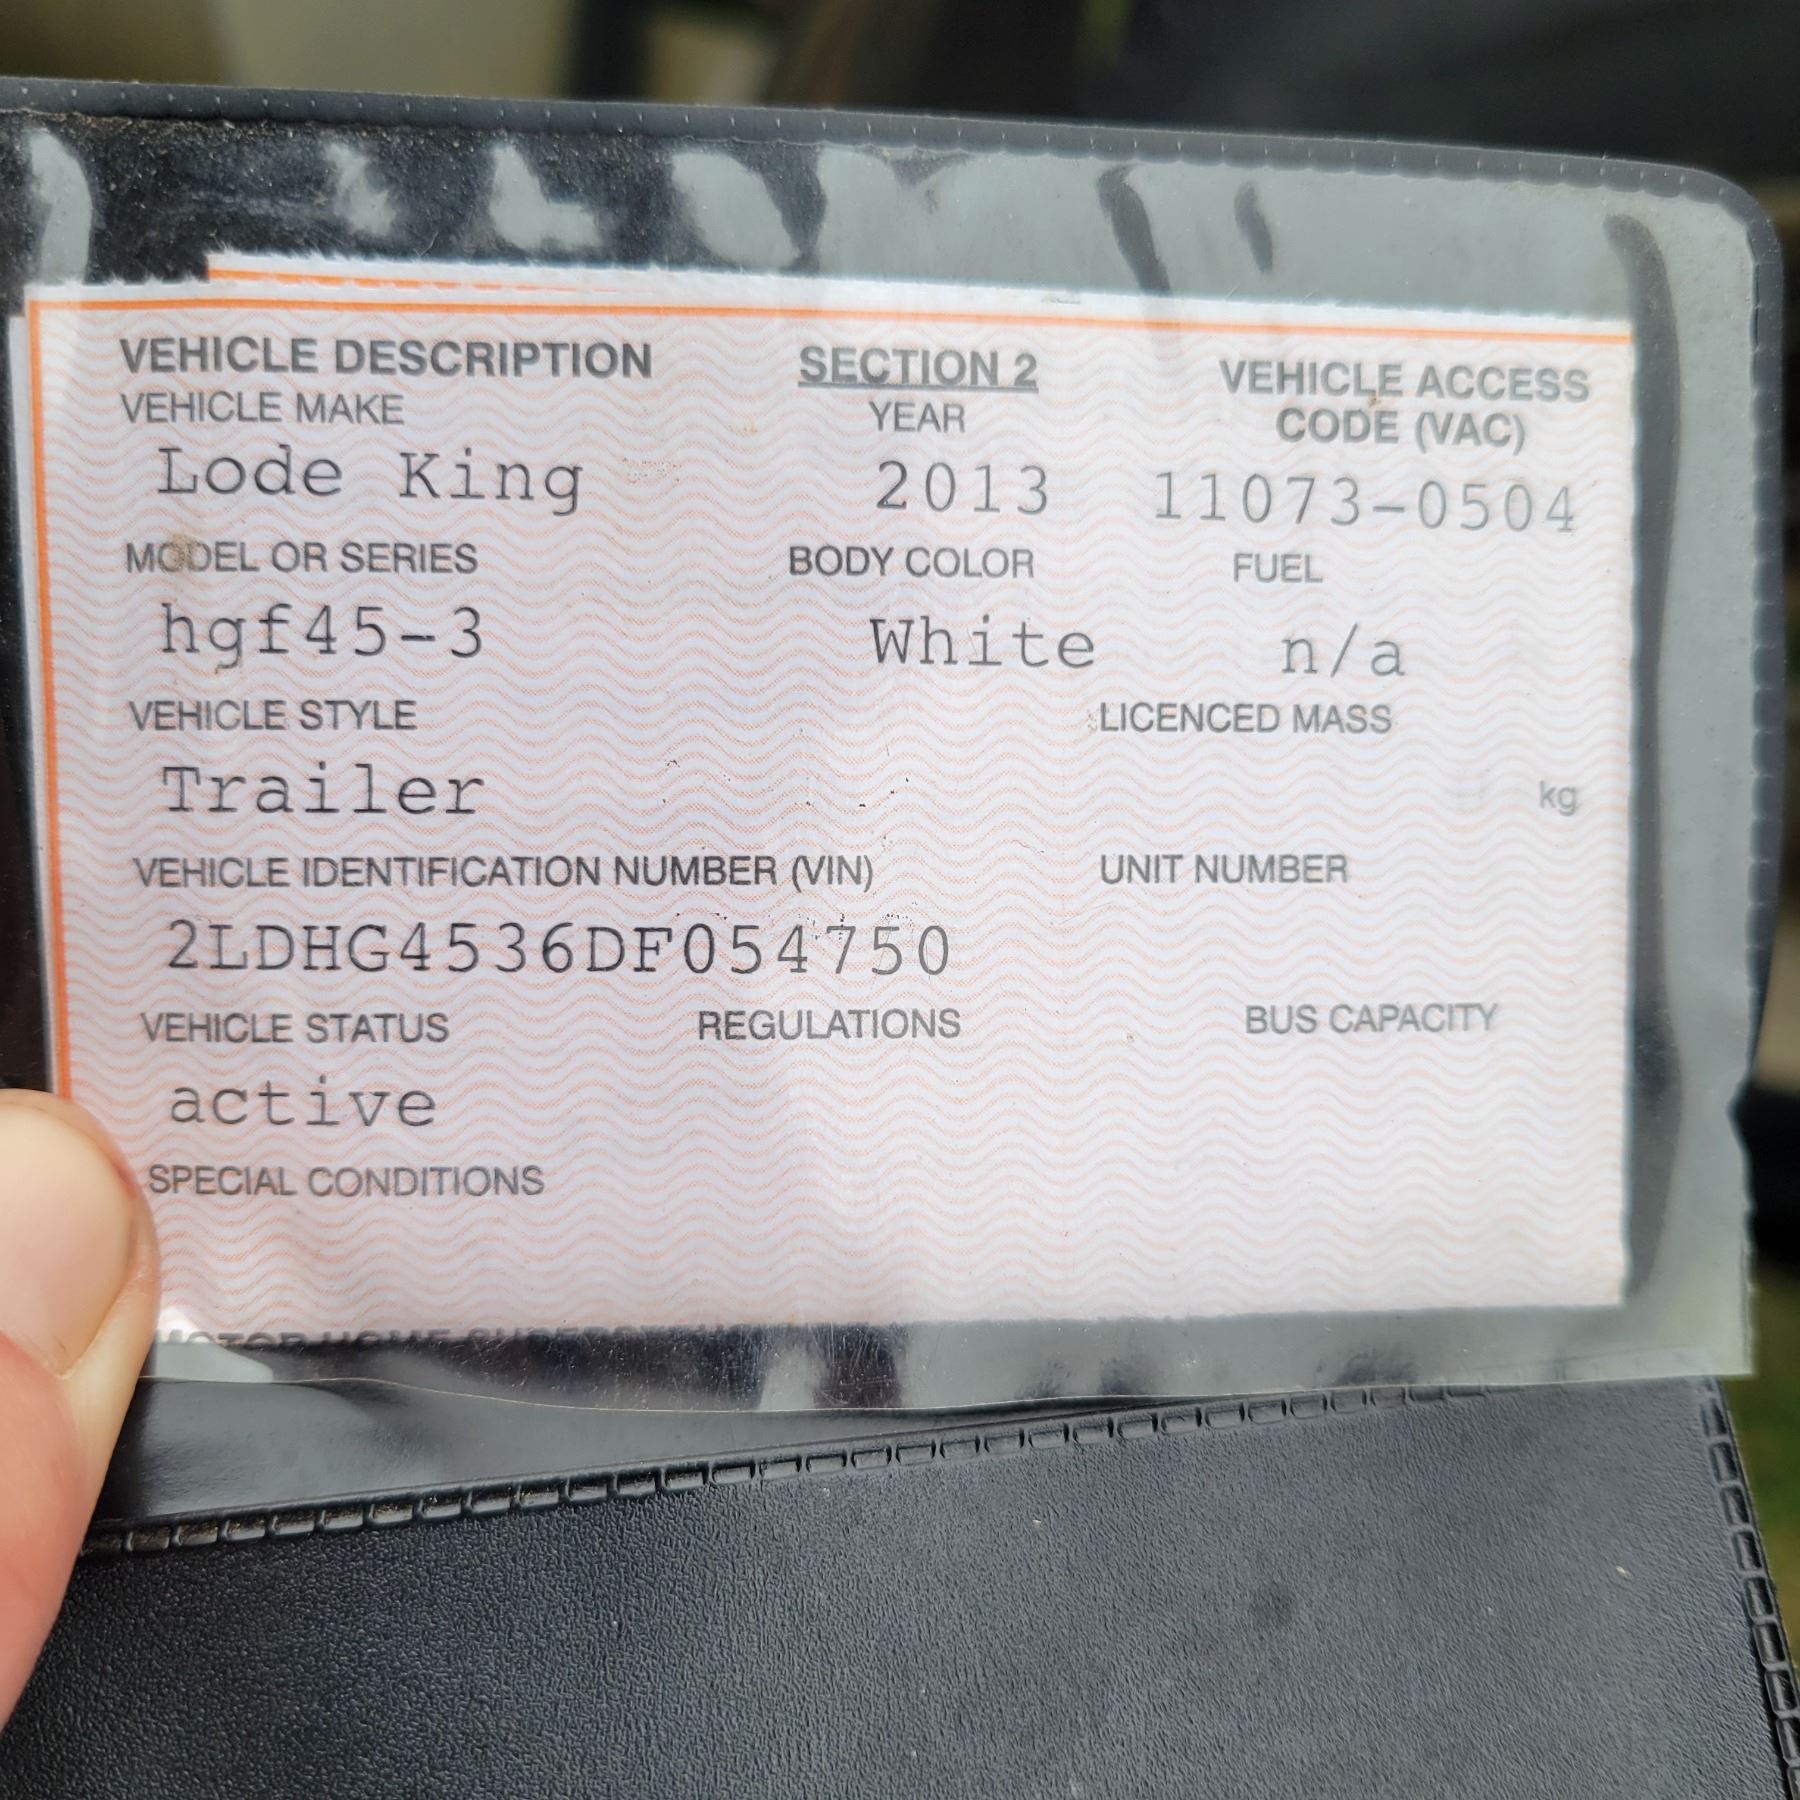 VEHICLE DESCRIPTION SECTION 2 VEHICLE ACCESS
VEHICLE MAKE YEAR CODE (VAC)
Lode King 2013 11073-0504
MODEL OR SERIES BODY COLOR FUEL
hgf45-3 White n/a
VEHICLE STYLE LICENCED MASS
Trailer kg
VEHICLE IDENTIFICATION NUMBER (VIN) UNIT NUMBER
2LDHG4536DF054750
VEHICLE STATUS REGULATIONS BUS CAPACITY
active
SPECIAL CONDITIONS
MOTOR HOME